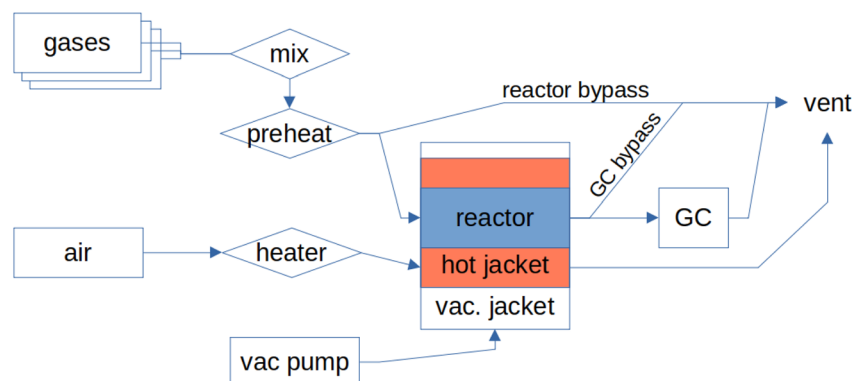 gases
mix
reactor bypass
vent
preheat
GC bypass
reactor
GC
air
heater
hot jacket
vac. jacket
vac pump